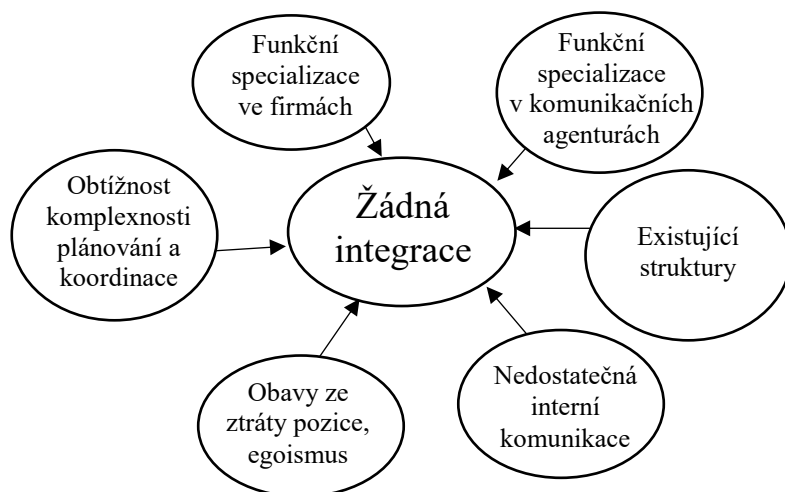 Funkční
specializace
ve firmách
Funkční
specializace
v komunikačních
agenturách
Obtížnost
komplexnosti
plánování a
koordinace
Žádná
integrace
Existující
struktury
Obavy ze
ztráty pozice,
egoismus
Nedostatečná
interní
komunikace